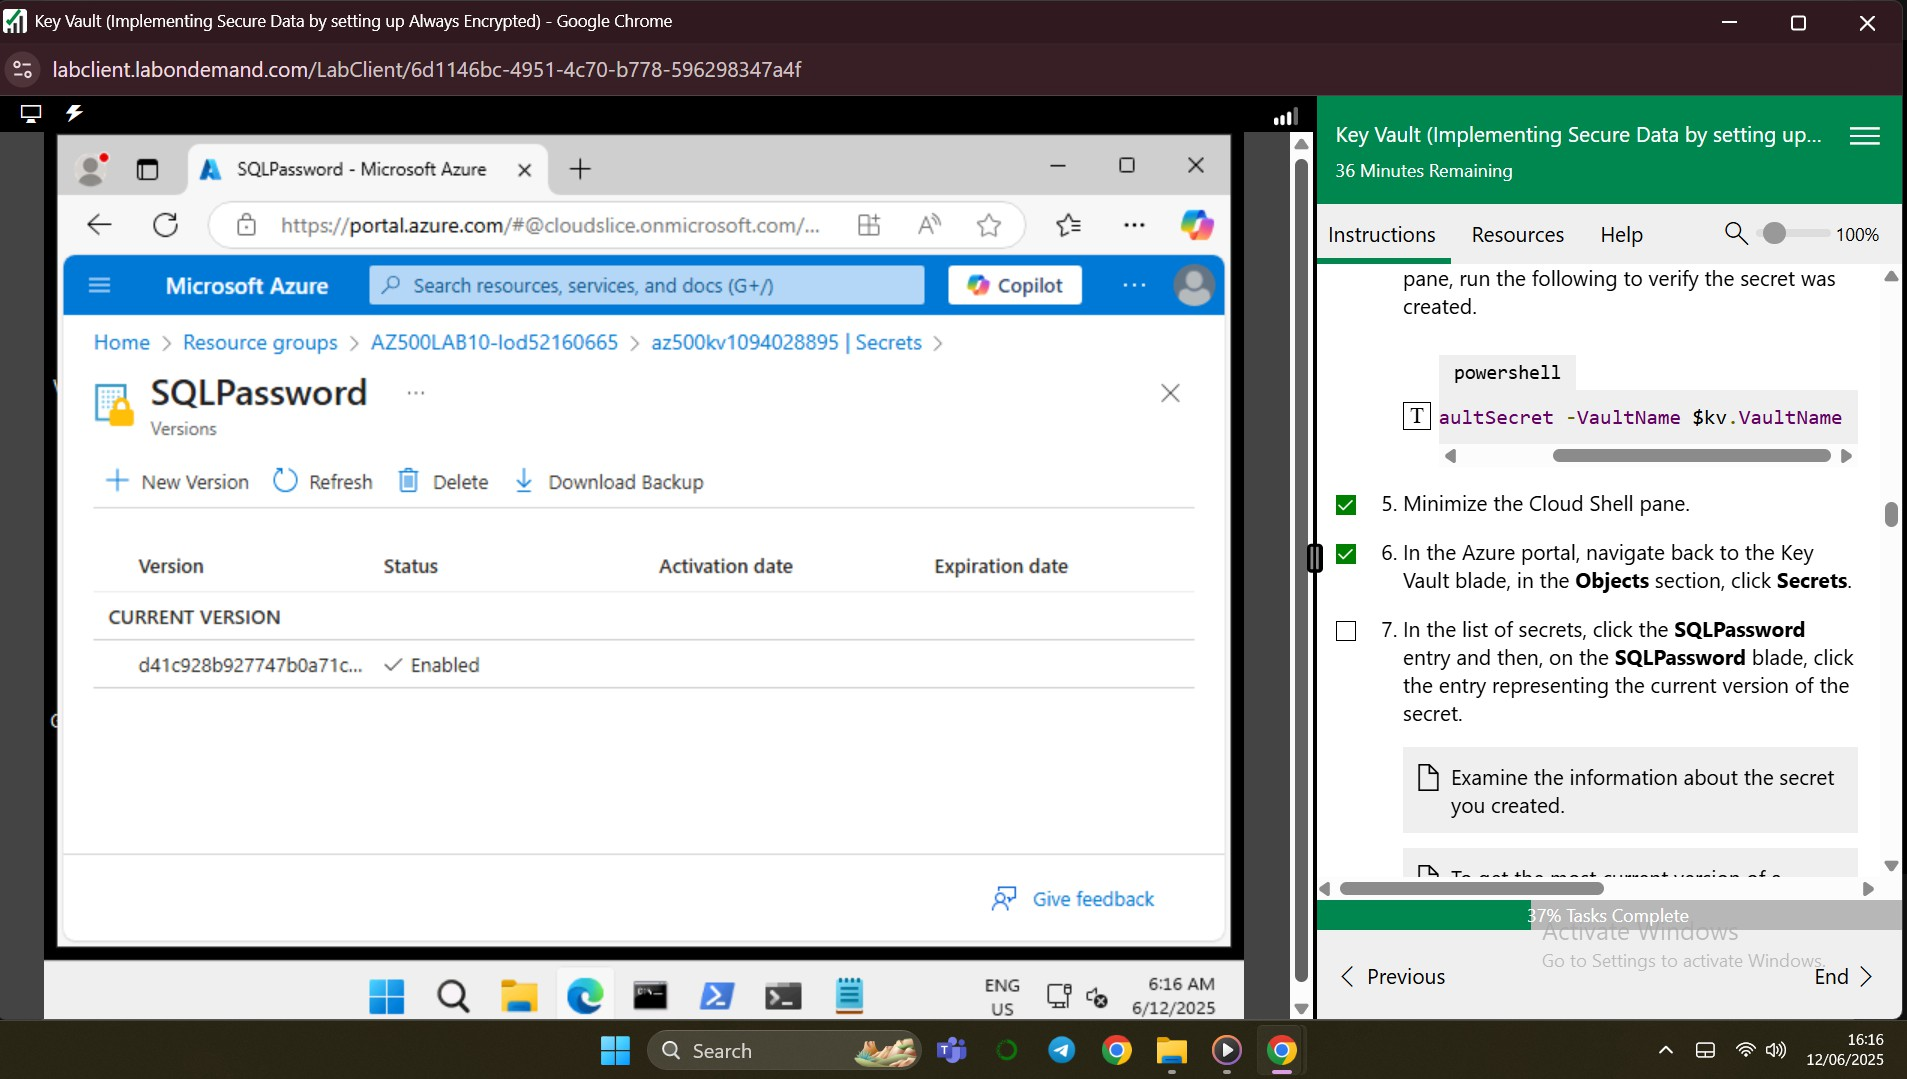 Key Vault (Implementing Secure Data by setting up Always Encrypted) - Google Chrome
labclient.labondemand.com/LabClient/6d1146bc-4951-4c70-b778-596298347a4f
SQLPassword - Microsoft Azure
https://portal.azure.com/#@cloudslice.onmicrosoft.com/...
Microsoft Azure
Search resources, services, and docs (G+/)
Copilot
Home > Resource groups > AZ500LAB10-lod52160665 > az500kv1094028895 | Secrets >
SQLPassword
Versions
New Version
Refresh
Delete
Download Backup
Version Status Activation date Expiration date
CURRENT VERSION
d41c928b927747b0a71c... Enabled
Give feedback
ENG
US
6:16 AM
6/12/2025
Key Vault (Implementing Secure Data by setting up...
36 Minutes Remaining
Instructions Resources Help 100%
pane, run the following to verify the secret was
created.
powershell
T
aultSecret -VaultName $kv.VaultName
5. Minimize the Cloud Shell pane.
6. In the Azure portal, navigate back to the Key
Vault blade, in the Objects section, click Secrets.
7. In the list of secrets, click the SQLPassword
entry and then, on the SQLPassword blade, click
the entry representing the current version of the
secret.
Examine the information about the secret
you created.
To get the most current version of a
37% Tasks Complete
Activate Windows
Go to Settings to activate Windows.
Previous
End
Search
16:16
12/06/2025